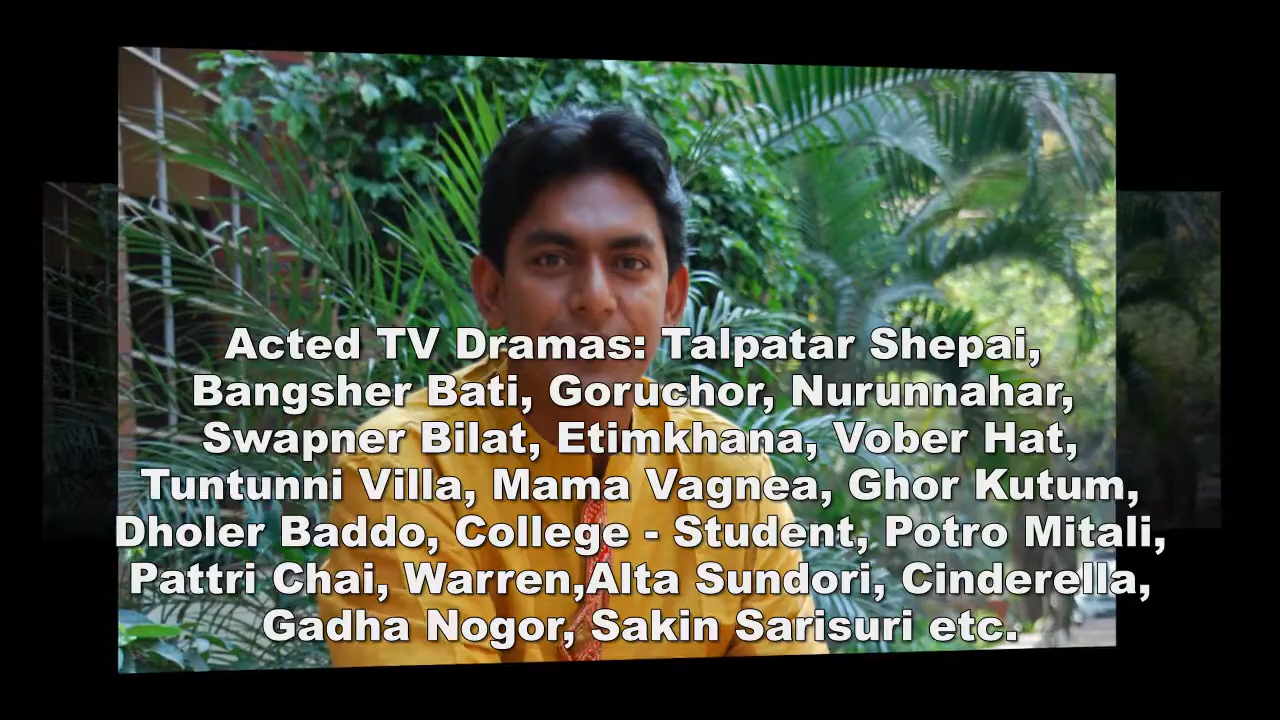 Acted TV Dramas: Talpatar Shepai,
Bangsher Bati, Goruchor, Nurunnahar,
Swapner Bilat, Etimkhana, Vober Hat,
Tuntunni Villa, Mama Vagnea, Ghor Kutum,
Dholer Baddo, College - Student, Potro Mitali,
Pattri Chai, Warren,Alta Sundori, Cinderella,
Gadha Nogor, Sakin Sarisuri etc.